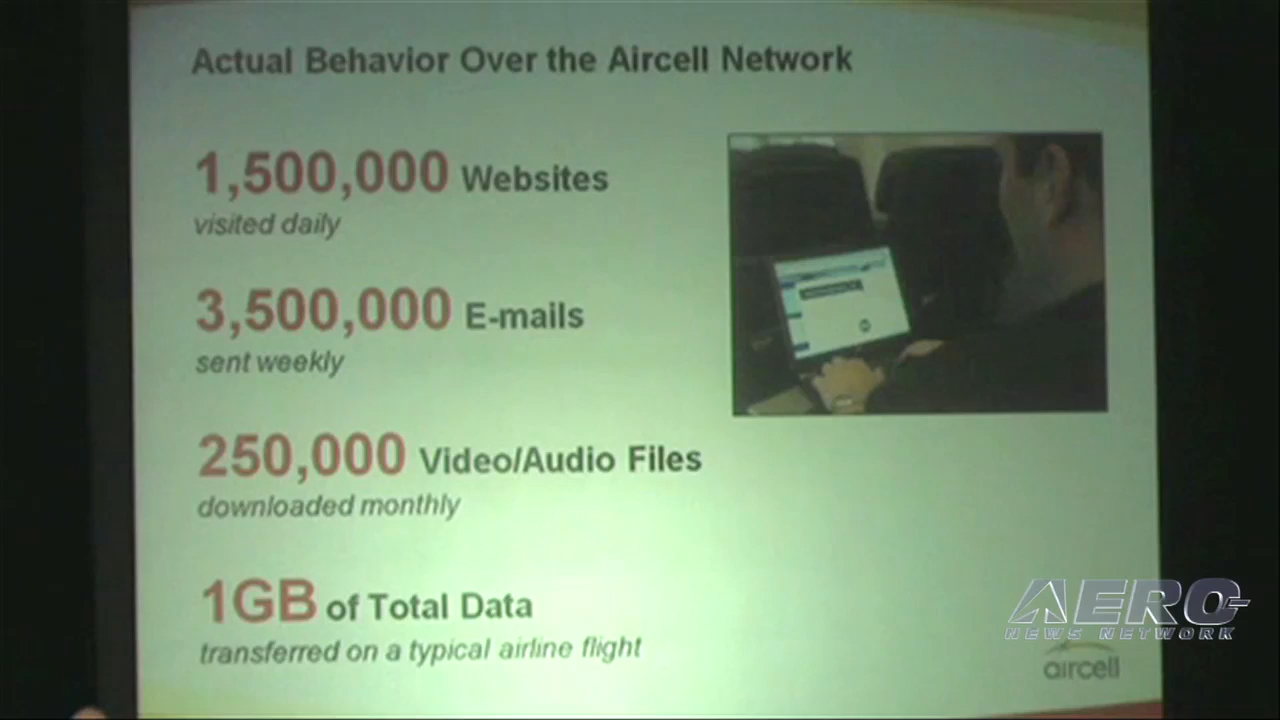 Actual Behavior Over the Aircell Network
1,500,000 Websites
visited daily
3,500,000 E-mails
sent weekly
250,000 Video/Audio Files
downloaded monthly
1GB of Total Data
transferred on a typical airline flight
AERO
NEWS NETWORK
aircell